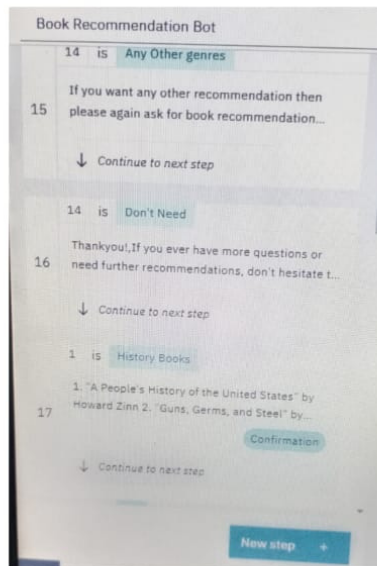 Book Recommendation Bot
14 is Any Other genres
If you want any other recommendation then
15 please again ask for book recommendation...
↓ Continue to next step
14 is Don't Need
Thankyou!,If you ever have more questions or
16 need further recommendations, don't hesitate t...
↓ Continue to next step
1 is History Books
1. "A People's History of the United States" by
17 Howard Zinn 2. "Guns, Germs, and Steel" by...
Confirmation
↓ Continue to next step
New step +